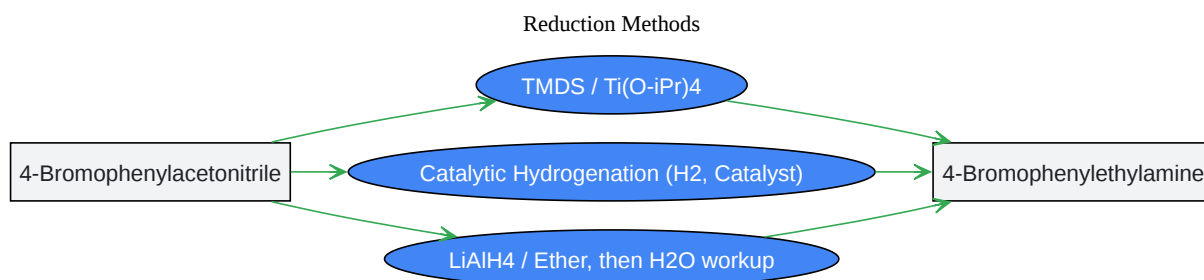 Reduction Methods
TMDS / Ti(O-iPr)4
4-Bromophenylacetonitrile
Catalytic Hydrogenation (H2, Catalyst)
4-Bromophenylethylamine
LiAlH4 / Ether, then H2O workup